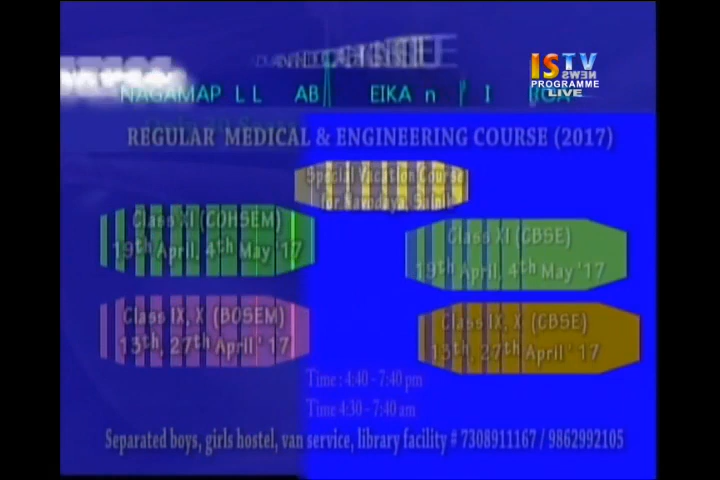 ISTV
NEWS
PROGRAMME
LIVE
REGULAR MEDICAL & ENGINEERING COURSE (2017)
Special Vacation Course
for Navodaya, Sainik
Class XI (COHSEM)
19th April, 4th May '17
Class XI (CBSE)
19th April, 4th May '17
Class IX, X (BOSEM)
13th, 27th April '17
Class IX, X (CBSE)
13th, 27th April '17
Time : 4:40 - 7:40 pm
Time 4:30 - 7:40 am
Separated boys, girls hostel, van service, library facility # 7308911167 / 9862992105